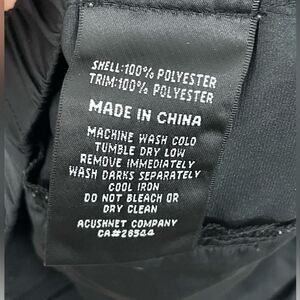 SHELL:100% POLYESTER
TRIM:100% POLYESTER
MADE IN CHINA
MACHINE WASH COLD
TUMBLE DRY LOW
REMOVE IMMEDIATELY
WASH DARKS SEPARATELY
COOL IRON
DO NOT BLEACH OR
DRY CLEAN
ACUSHNET COMPANY
CA#26544